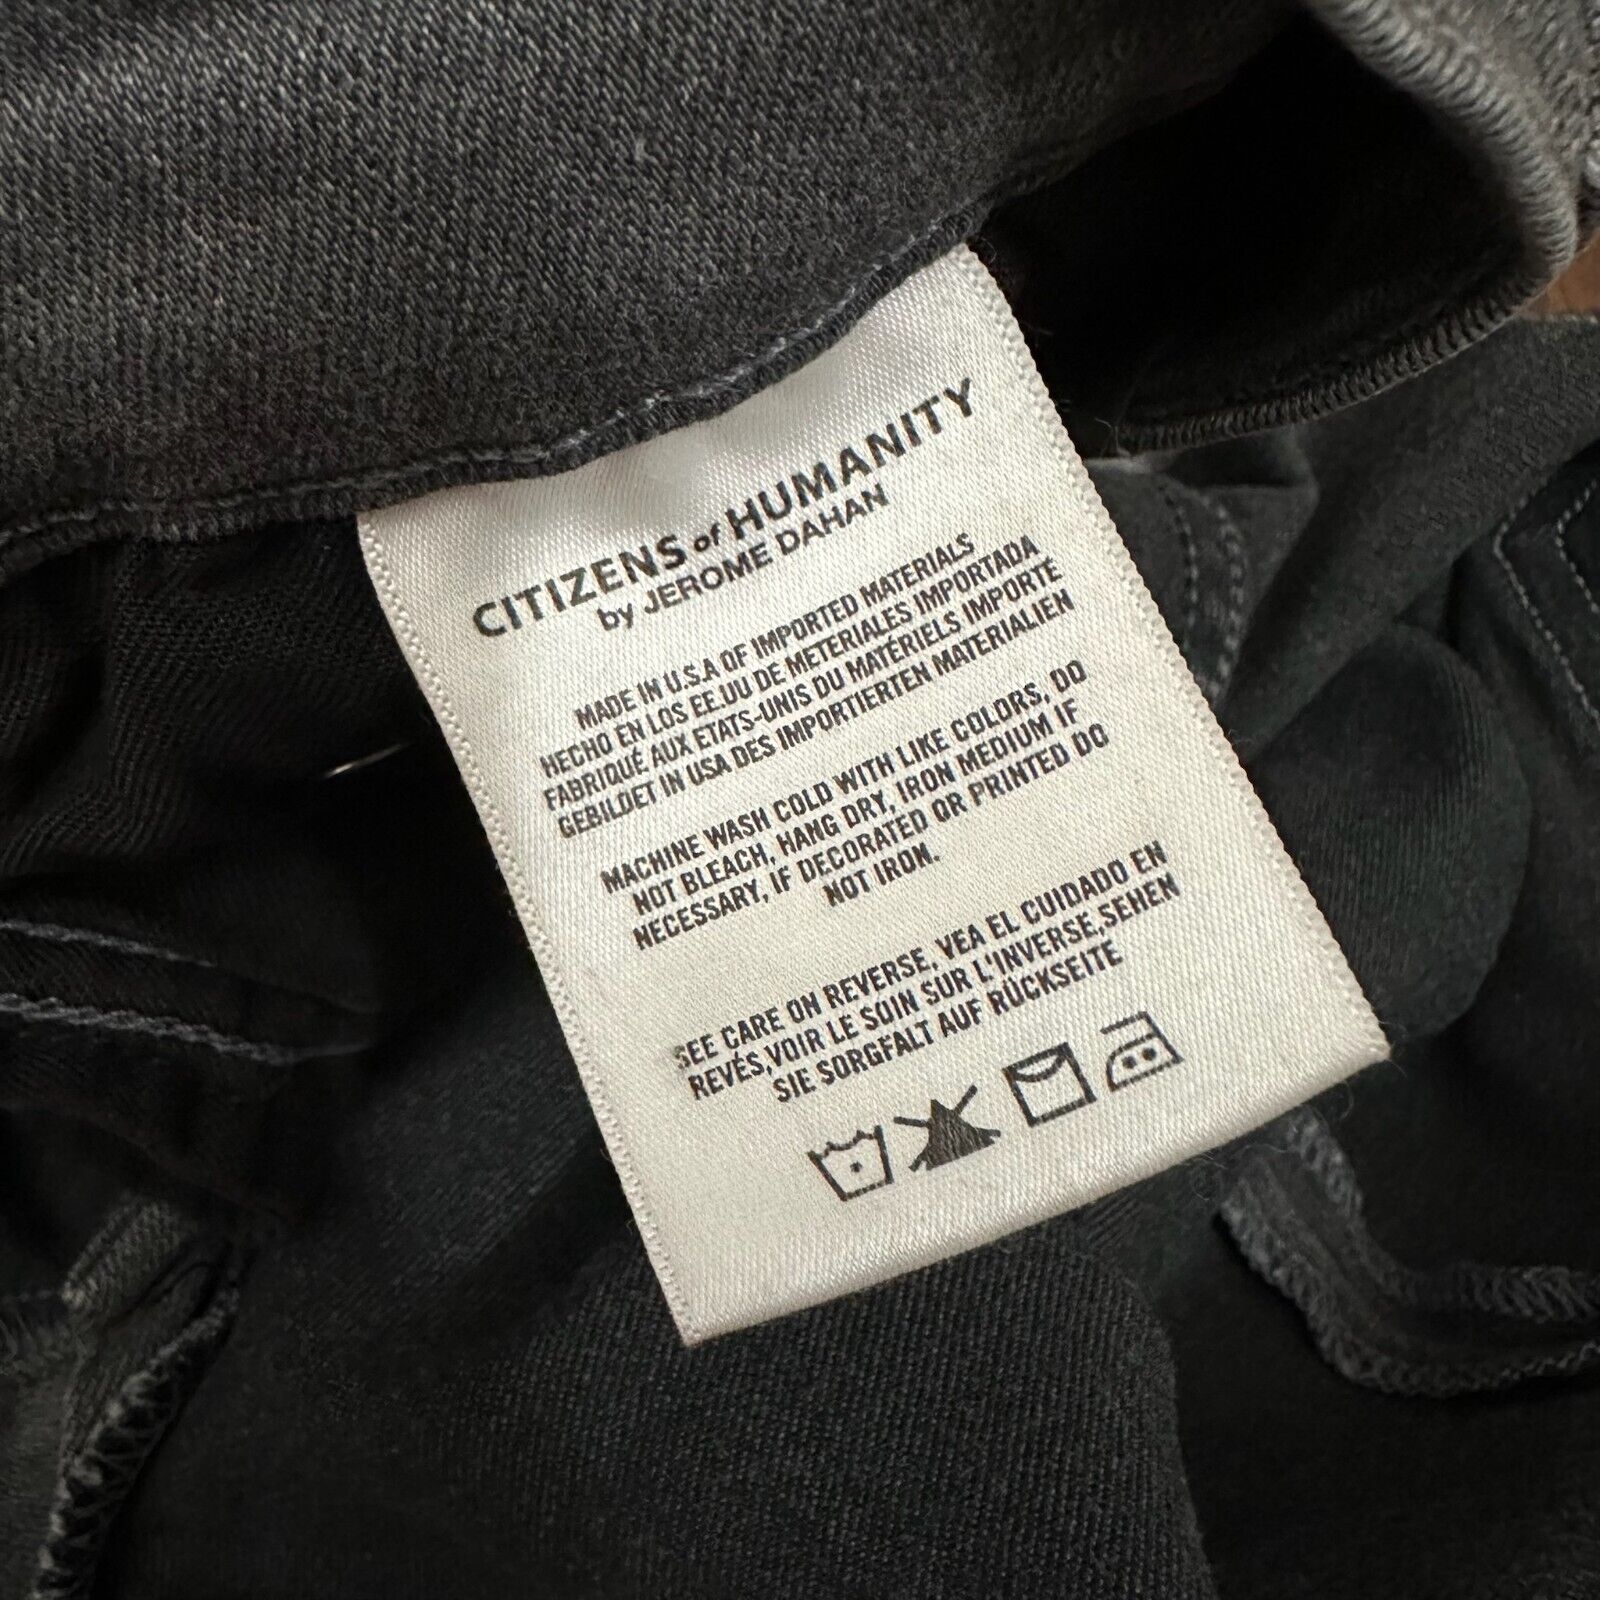 CITIZENS of HUMANITY
by JEROME DAHAN
MADE IN U.S.A OF IMPORTED MATERIALS
HECHO EN LOS EE.UU DE METERIALES IMPORTADA
FABRIQUÉ AUX ETATS-UNIS DU MATÉRIELS IMPORTÉ
GEBILDET IN USA DES IMPORTIERTEN MATERIALIEN
MACHINE WASH COLD WITH LIKE COLORS, DO
NOT BLEACH, HANG DRY, IRON MEDIUM IF
NECESSARY, IF DECORATED OR PRINTED DO
NOT IRON.
SEE CARE ON REVERSE, VEA EL CUIDADO EN
REVÉS,VOIR LE SOIN SUR L'INVERSE,SEHEN
SIE SORGFALT AUF RÜCKSEITE